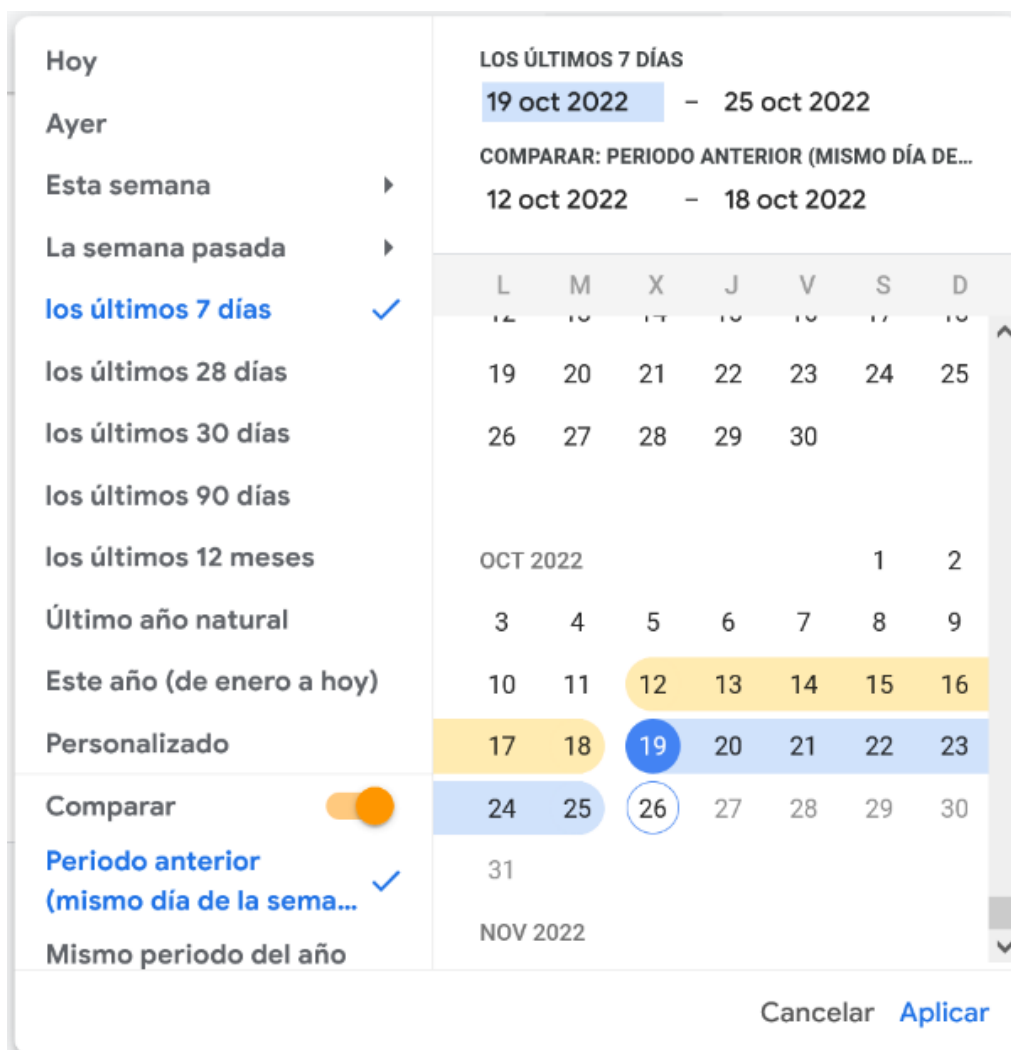 Hoy
Ayer
Esta semana
La semana pasada
los últimos 7 días
los últimos 28 días
los últimos 30 días
los últimos 90 días
los últimos 12 meses
Último año natural
Este año (de enero a hoy)
Personalizado
Comparar
Periodo anterior
(mismo día de la sema...
Mismo periodo del año
LOS ÚLTIMOS 7 DÍAS
19 oct 2022 – 25 oct 2022
COMPARAR: PERIODO ANTERIOR (MISMO DÍA DE...
12 oct 2022 – 18 oct 2022
L M X J V S D
19 20 21 22 23 24 25
26 27 28 29 30
OCT 2022 1 2
3 4 5 6 7 8 9
10 11 12 13 14 15 16
17 18 19 20 21 22 23
24 25 26 27 28 29 30
31
NOV 2022
Cancelar Aplicar